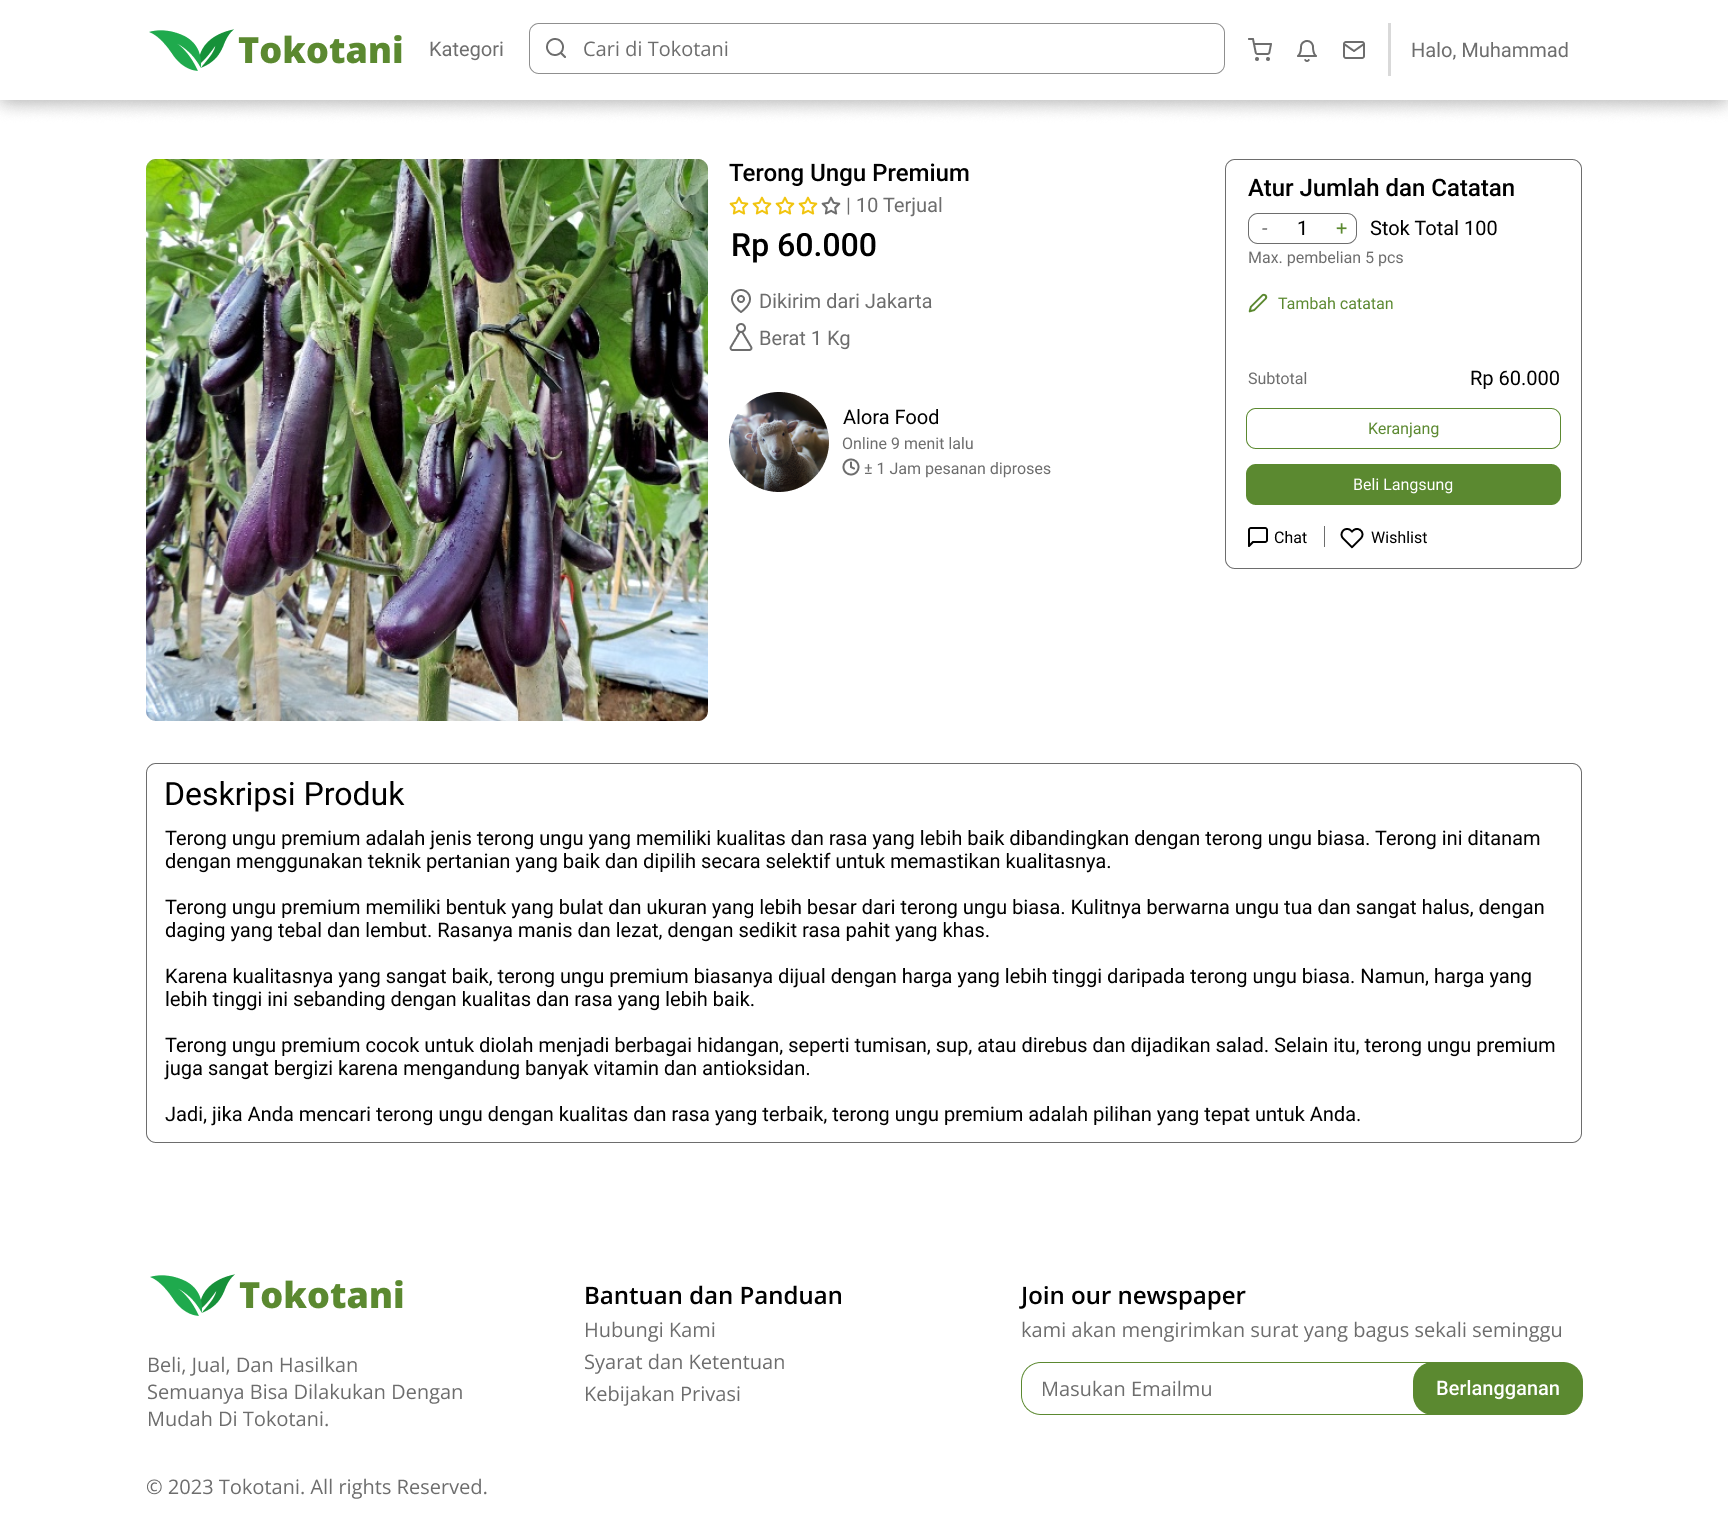 Tokotani
Kategori
Cari di Tokotani
Halo, Muhammad
Terong Ungu Premium
| 10 Terjual
Rp 60.000
Dikirim dari Jakarta
Berat 1 Kg
Alora Food
Online 9 menit lalu
± 1 Jam pesanan diproses
Atur Jumlah dan Catatan
- 1 + Stok Total 100
Max. pembelian 5 pcs
Tambah catatan
Subtotal Rp 60.000
Keranjang
Beli Langsung
Chat | Wishlist
Deskripsi Produk
Terong ungu premium adalah jenis terong ungu yang memiliki kualitas dan rasa yang lebih baik dibandingkan dengan terong ungu biasa. Terong ini ditanam
dengan menggunakan teknik pertanian yang baik dan dipilih secara selektif untuk memastikan kualitasnya.
Terong ungu premium memiliki bentuk yang bulat dan ukuran yang lebih besar dari terong ungu biasa. Kulitnya berwarna ungu tua dan sangat halus, dengan
daging yang tebal dan lembut. Rasanya manis dan lezat, dengan sedikit rasa pahit yang khas.
Karena kualitasnya yang sangat baik, terong ungu premium biasanya dijual dengan harga yang lebih tinggi daripada terong ungu biasa. Namun, harga yang
lebih tinggi ini sebanding dengan kualitas dan rasa yang lebih baik.
Terong ungu premium cocok untuk diolah menjadi berbagai hidangan, seperti tumisan, sup, atau direbus dan dijadikan salad. Selain itu, terong ungu premium
juga sangat bergizi karena mengandung banyak vitamin dan antioksidan.
Jadi, jika Anda mencari terong ungu dengan kualitas dan rasa yang terbaik, terong ungu premium adalah pilihan yang tepat untuk Anda.
Tokotani
Beli, Jual, Dan Hasilkan
Semuanya Bisa Dilakukan Dengan
Mudah Di Tokotani.
Bantuan dan Panduan
Hubungi Kami
Syarat dan Ketentuan
Kebijakan Privasi
Join our newspaper
kami akan mengirimkan surat yang bagus sekali seminggu
Masukan Emailmu
Berlangganan
© 2023 Tokotani. All rights Reserved.